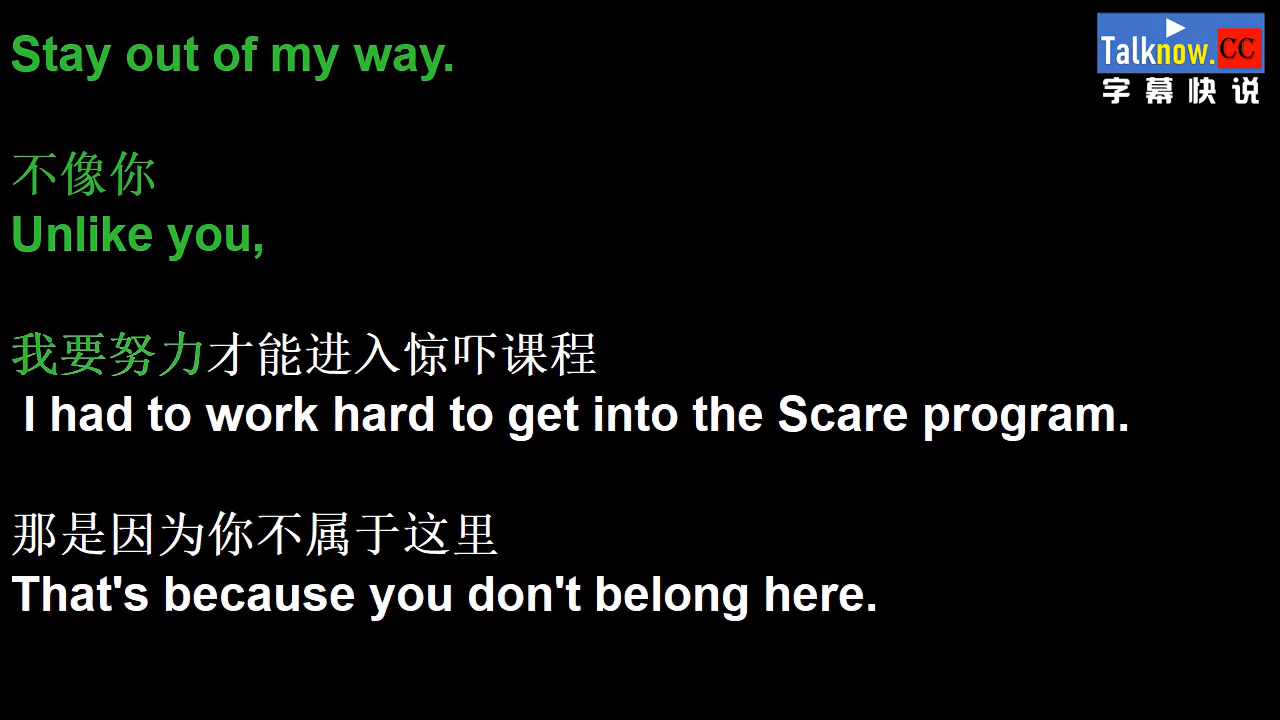 Stay out of my way.
Talknow.CC
字幕快说
不像你
Unlike you,
我要努力才能进入惊吓课程
I had to work hard to get into the Scare program.
那是因为你不属于这里
That's because you don't belong here.